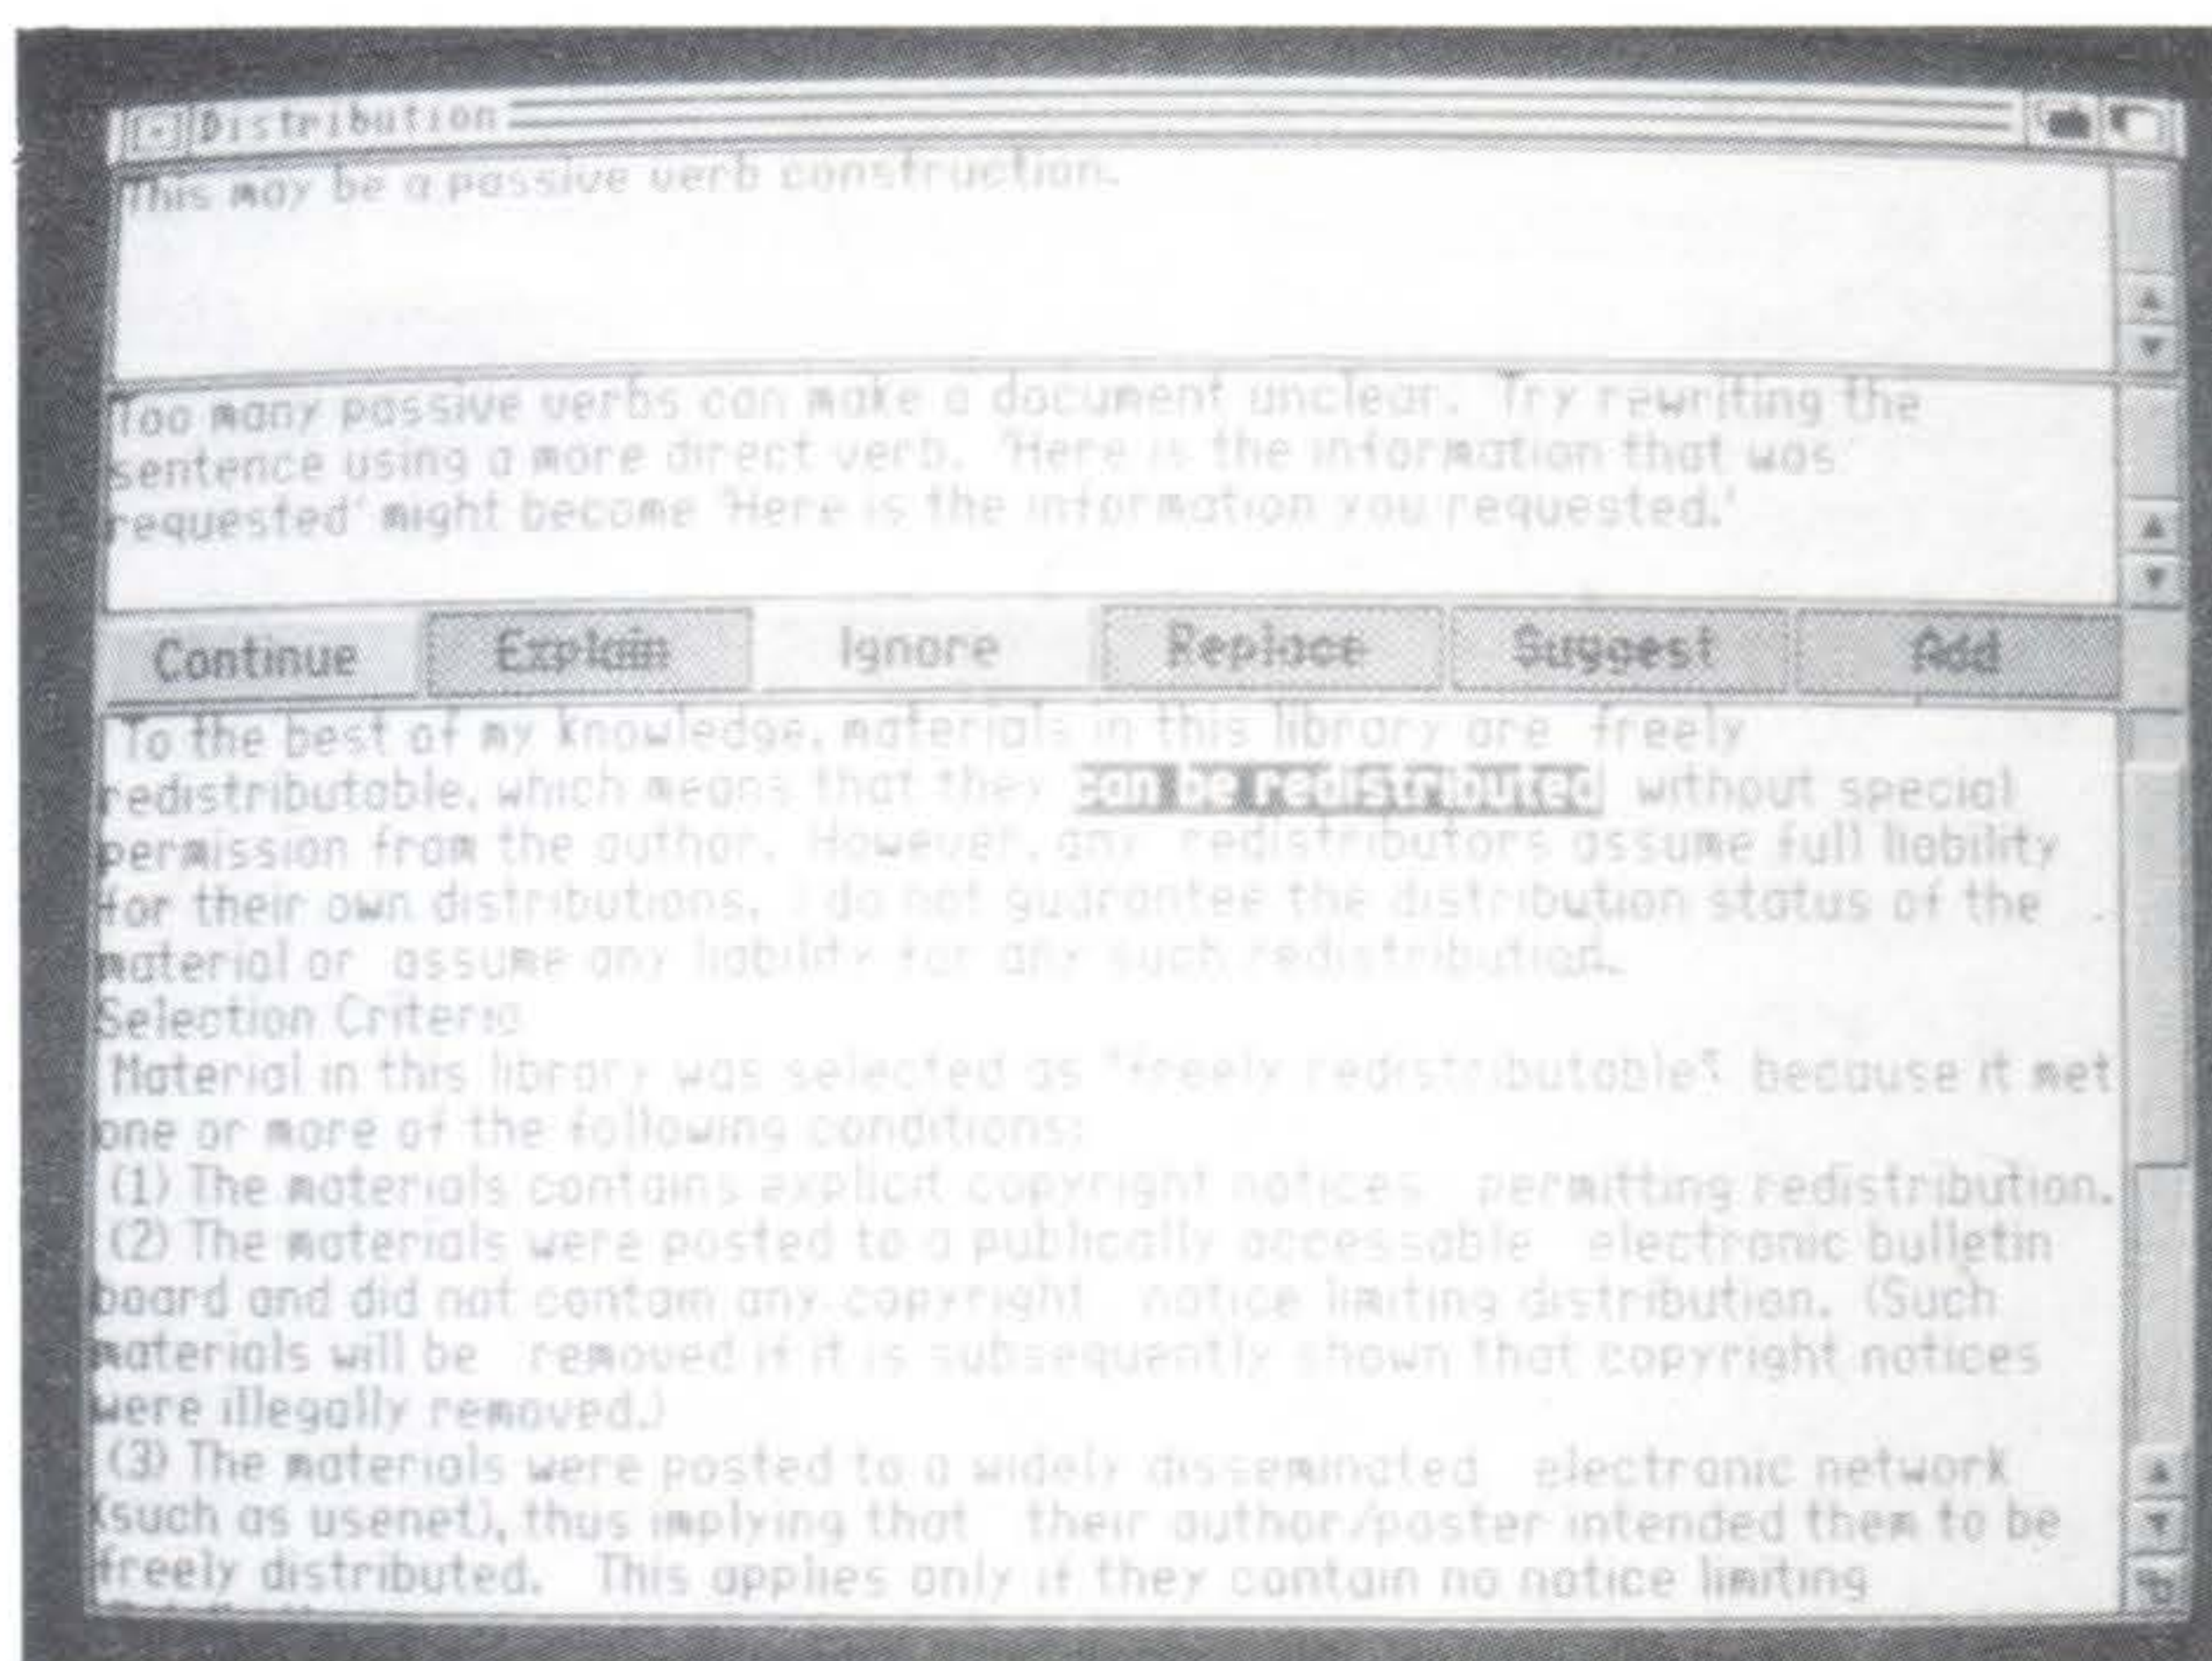 Distribution
This may be a passive verb construction.
Too many passive verbs can make a document unclear. Try rewriting the
sentence using a more direct verb. 'Here is the information that was
requested' might become 'Here is the information you requested.'
Continue Explain Ignore Replace Suggest Add
To the best of my knowledge, materials in this library are freely
redistributable, which means that they can be redistributed without special
permission from the author. However, any redistributors assume full liability
for their own distributions. I do not guarantee the distribution status of the
material or assume any liability for any such redistribution.
Selection Criteria
Material in this library was selected as "freely redistributable" because it met
one or more of the following conditions:
(1) The materials contains explicit copyright notices permitting redistribution.
(2) The materials were posted to a publically accessable electronic bulletin
board and did not contain any copyright notice limiting distribution. (Such
materials will be removed if it is subsequently shown that copyright notices
were illegally removed.)
(3) The materials were posted to a widely disseminated electronic network
(such as usenet), thus implying that their author/poster intended them to be
freely distributed. This applies only if they contain no notice limiting